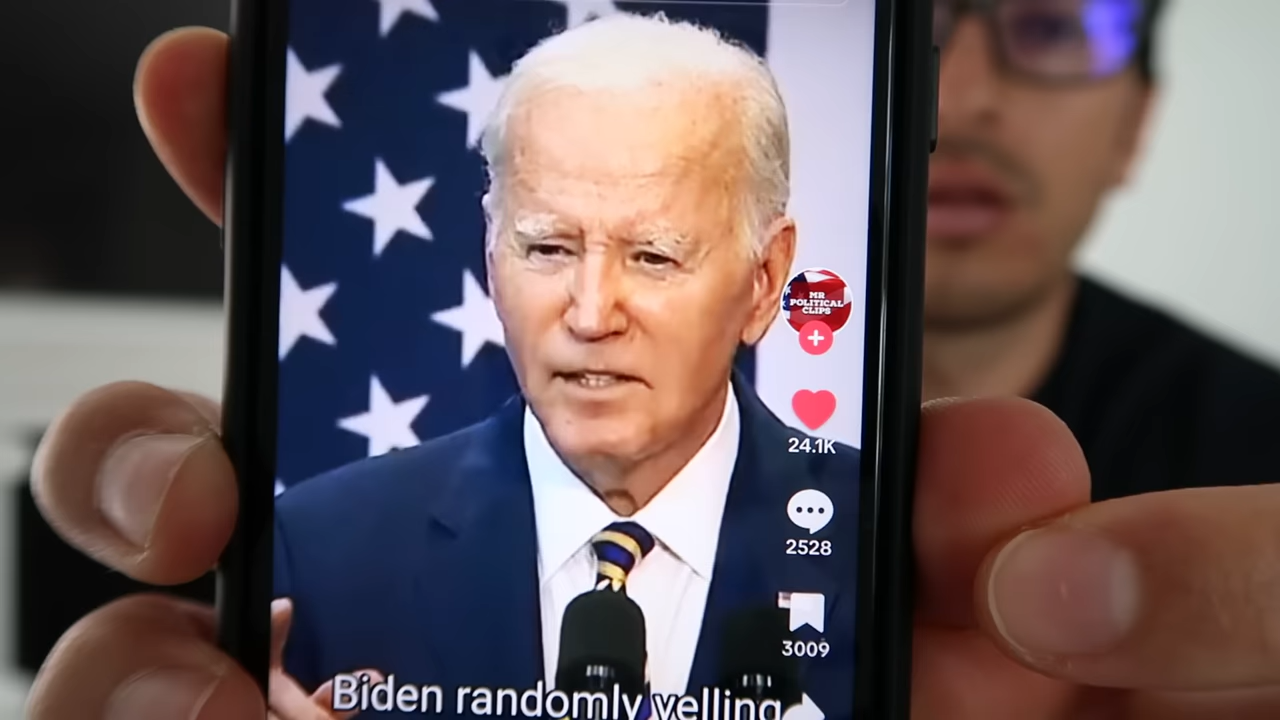 MR
POLITICAL
CLIPS
24.1K
2528
3009
Biden randomly yelling